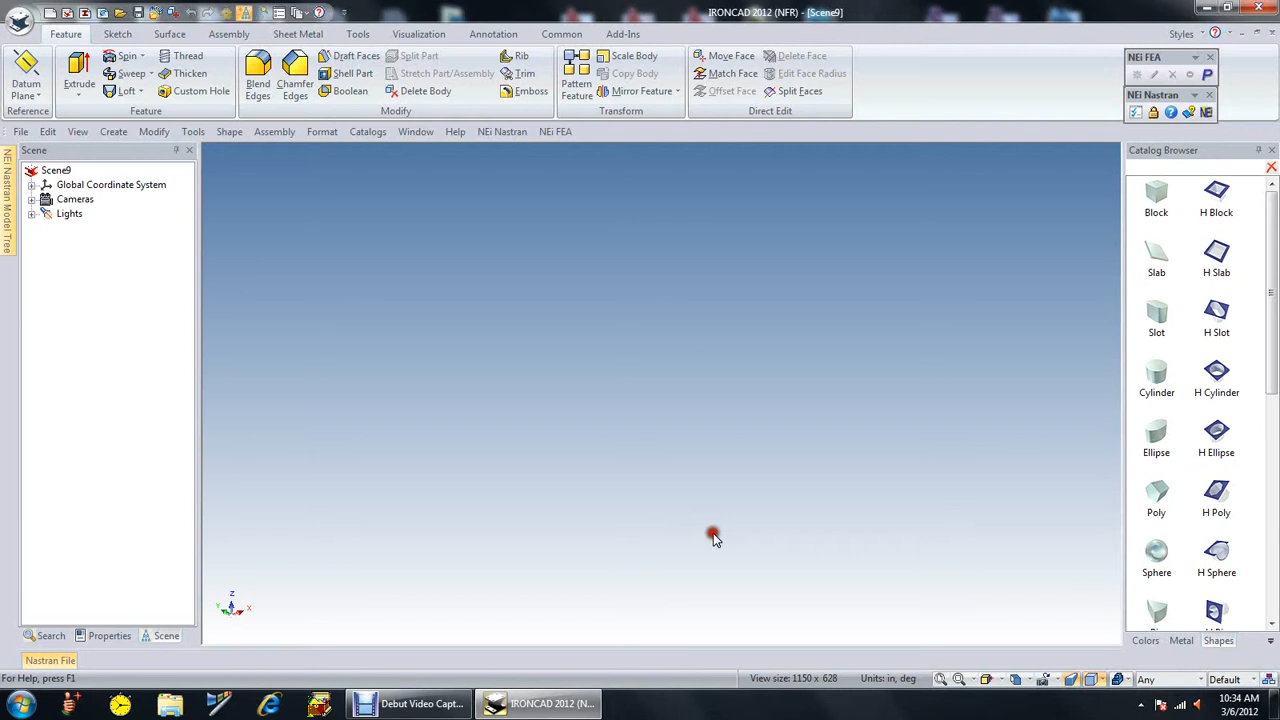 IRONCAD 2012 (NFR) - [Scene9]
Feature Sketch Surface Assembly Sheet Metal Tools Visualization Annotation Common Add-Ins Styles
Datum Plane
Reference
Extrude
Spin
Sweep
Loft
Thread
Thicken
Custom Hole
Feature
Blend Edges
Chamfer Edges
Draft Faces
Shell Part
Boolean
Split Part
Stretch Part/Assembly
Delete Body
Rib
Trim
Emboss
Modify
Pattern Feature
Scale Body
Copy Body
Mirror Feature
Transform
Move Face
Match Face
Offset Face
Delete Face
Edit Face Radius
Split Faces
Direct Edit
NEi FEA
NEi Nastran
File Edit View Create Modify Tools Shape Assembly Format Catalogs Window Help NEi Nastran NEi FEA
NEi Nastran Model Tree
Scene
Scene9
Global Coordinate System
Cameras
Lights
Catalog Browser
Block H Block
Slab H Slab
Slot H Slot
Cylinder H Cylinder
Ellipse H Ellipse
Poly H Poly
Sphere H Sphere
Z
Y X
Search Properties Scene
Colors Metal Shapes
Nastran File
For Help, press F1
View size: 1150 x 628
Units: in, deg
Any
Default
Debut Video Capt...
IRONCAD 2012 (N...
10:34 AM
3/6/2012